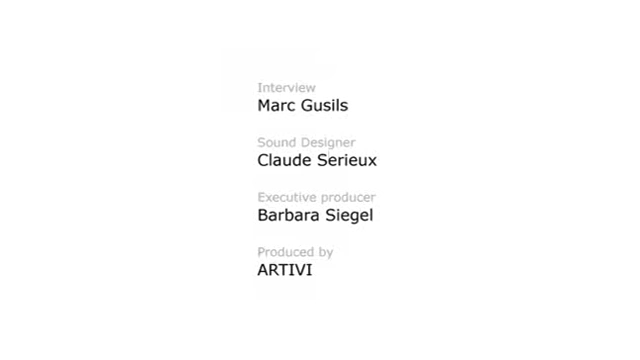 Interview
Marc Gusils
Sound Designer
Claude Serieux
Executive producer
Barbara Siegel
Produced by
ARTIVI